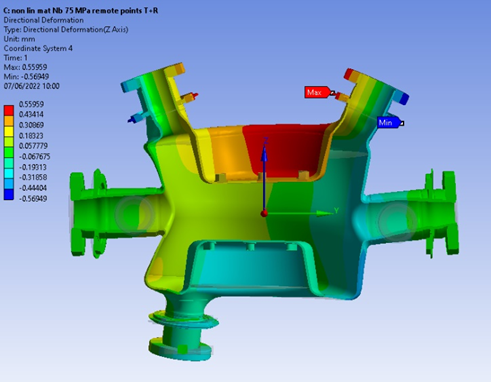 C: non lin mat Nb 75 MPa remote points T+R
Directional Deformation
Type: Directional Deformation(Z Axis)
Unit: mm
Coordinate System 4
Time: 1
Max: 0.55959
Min: -0.56949
07/06/2022 10:00
0.55959
0.43414
0.30869
0.18323
0.057779
-0.067675
-0.19313
-0.31858
-0.44404
-0.56949
Max
Min
Y